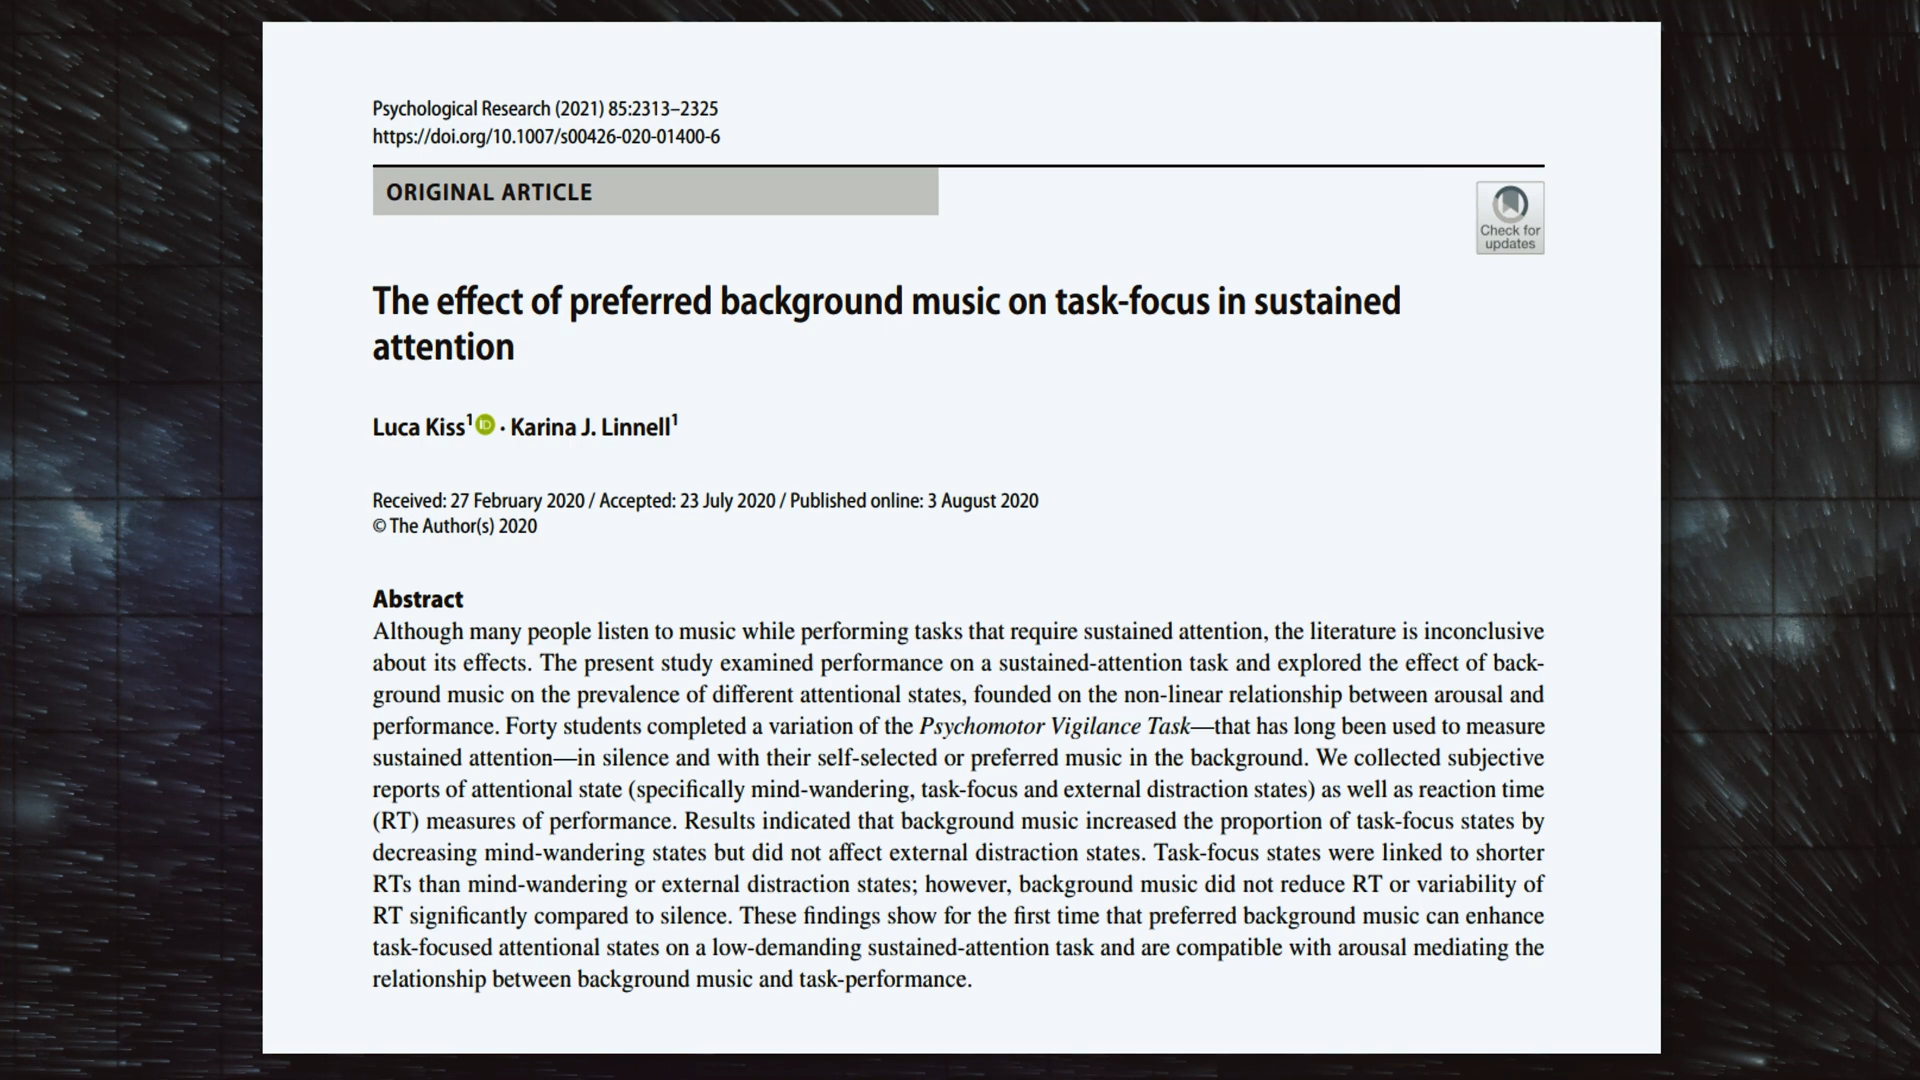 Psychological Research (2021) 85:2313–2325
https://doi.org/10.1007/s00426-020-01400-6
ORIGINAL ARTICLE
Check for
updates
The effect of preferred background music on task-focus in sustained
attention
Luca Kiss¹ iD · Karina J. Linnell¹
Received: 27 February 2020 / Accepted: 23 July 2020 / Published online: 3 August 2020
© The Author(s) 2020
Abstract
Although many people listen to music while performing tasks that require sustained attention, the literature is inconclusive
about its effects. The present study examined performance on a sustained-attention task and explored the effect of back-
ground music on the prevalence of different attentional states, founded on the non-linear relationship between arousal and
performance. Forty students completed a variation of the Psychomotor Vigilance Task—that has long been used to measure
sustained attention—in silence and with their self-selected or preferred music in the background. We collected subjective
reports of attentional state (specifically mind-wandering, task-focus and external distraction states) as well as reaction time
(RT) measures of performance. Results indicated that background music increased the proportion of task-focus states by
decreasing mind-wandering states but did not affect external distraction states. Task-focus states were linked to shorter
RTs than mind-wandering or external distraction states; however, background music did not reduce RT or variability of
RT significantly compared to silence. These findings show for the first time that preferred background music can enhance
task-focused attentional states on a low-demanding sustained-attention task and are compatible with arousal mediating the
relationship between background music and task-performance.